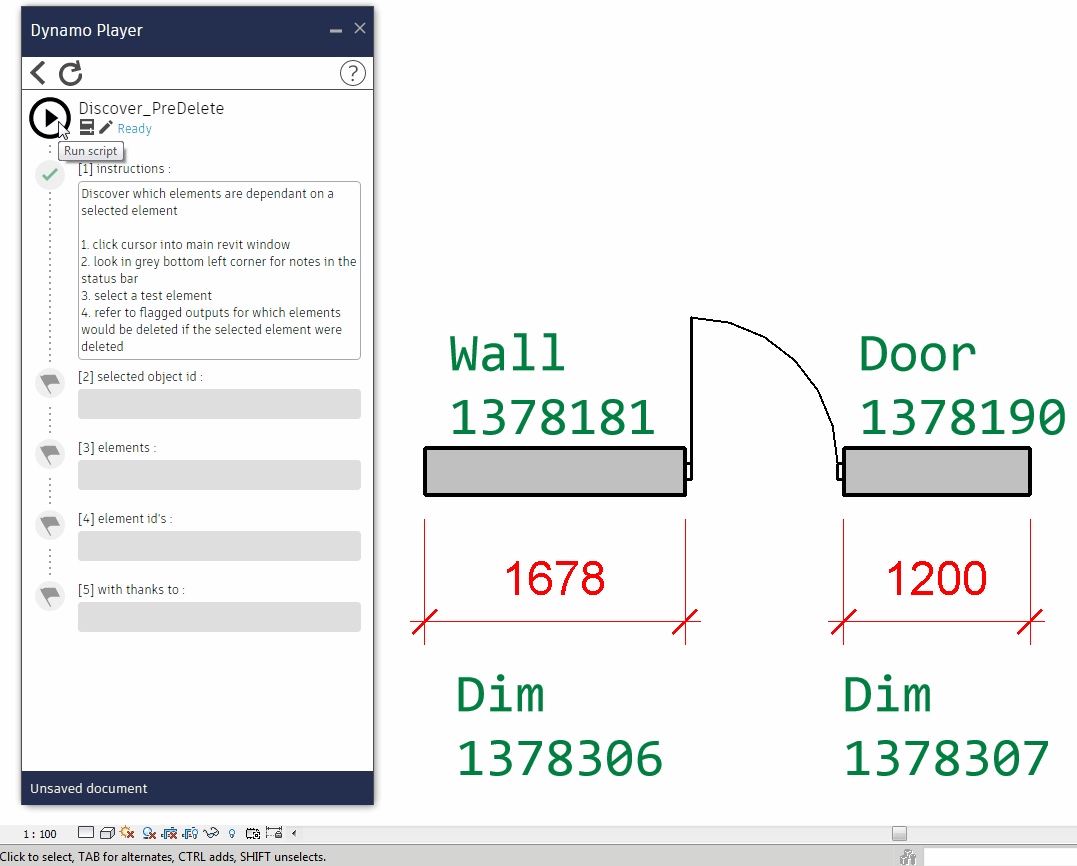 Dynamo Player
Discover_PreDelete
Ready
Run script
[1] instructions :
Discover which elements are dependant on a
selected element
1. click cursor into main revit window
2. look in grey bottom left corner for notes in the
status bar
3. select a test element
4. refer to flagged outputs for which elements
would be deleted if the selected element were
deleted
[2] selected object id :
[3] elements :
[4] element id's :
[5] with thanks to :
Unsaved document
Wall
1378181
Door
1378190
1678
1200
Dim
1378306
Dim
1378307
1 : 100
Click to select, TAB for alternates, CTRL adds, SHIFT unselects.